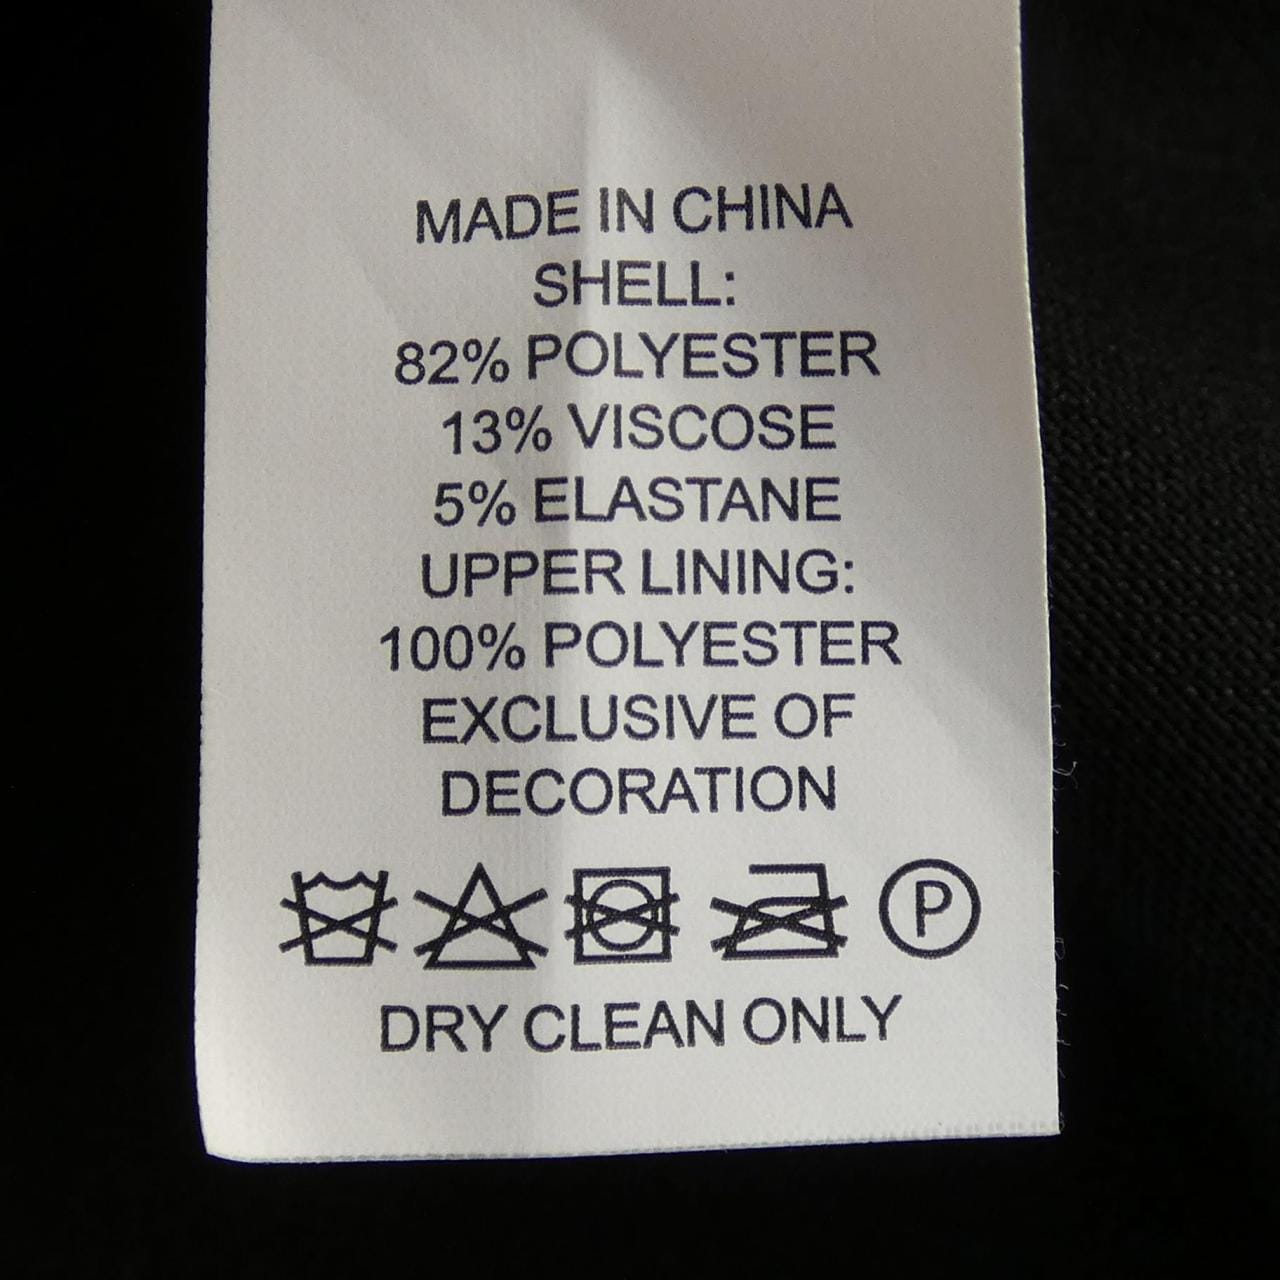 MADE IN CHINA
SHELL:
82% POLYESTER
13% VISCOSE
5% ELASTANE
UPPER LINING:
100% POLYESTER
EXCLUSIVE OF
DECORATION
P
DRY CLEAN ONLY